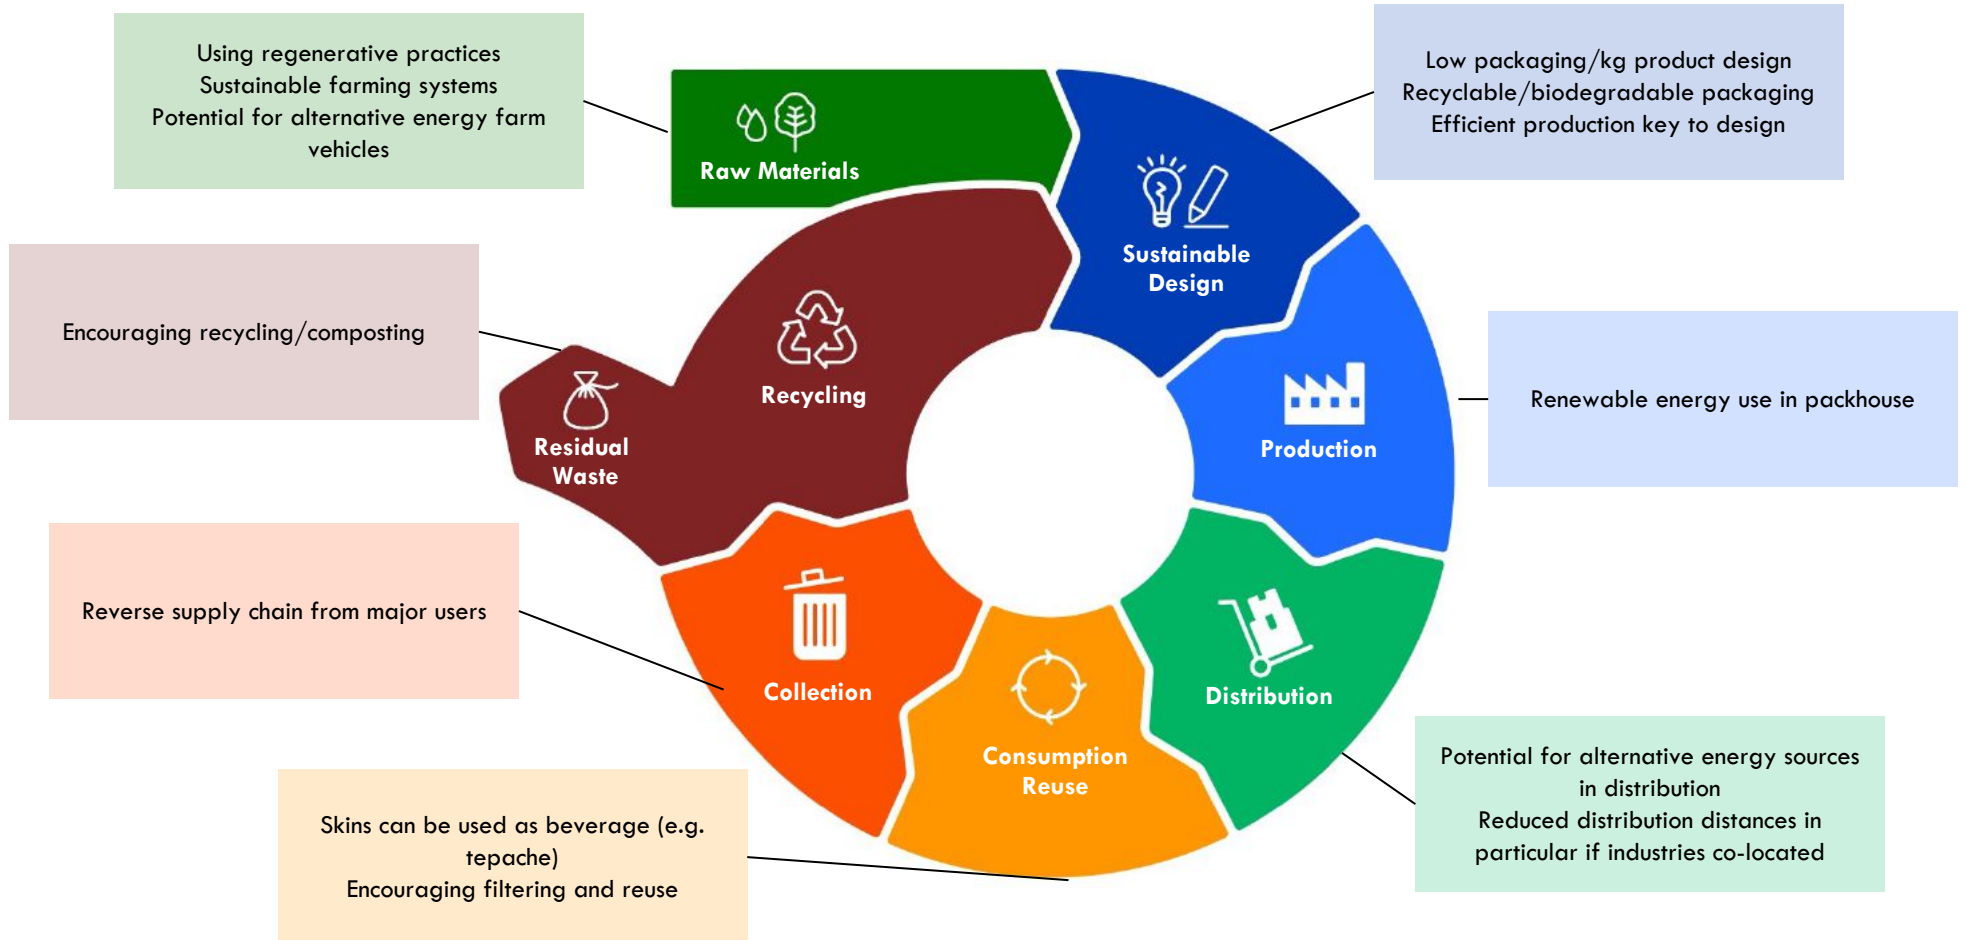 Using regenerative practices
Sustainable farming systems
Potential for alternative energy farm
vehicles
Raw Materials
Low packaging/kg product design
Recyclable/biodegradable packaging
Efficient production key to design
Sustainable
Design
Encouraging recycling/composting
Recycling
Residual
Waste
Production
Renewable energy use in packhouse
Reverse supply chain from major users
Collection
Consumption
Reuse
Distribution
Skins can be used as beverage (e.g.
tepache)
Encouraging filtering and reuse
Potential for alternative energy sources
in distribution
Reduced distribution distances in
particular if industries co-located